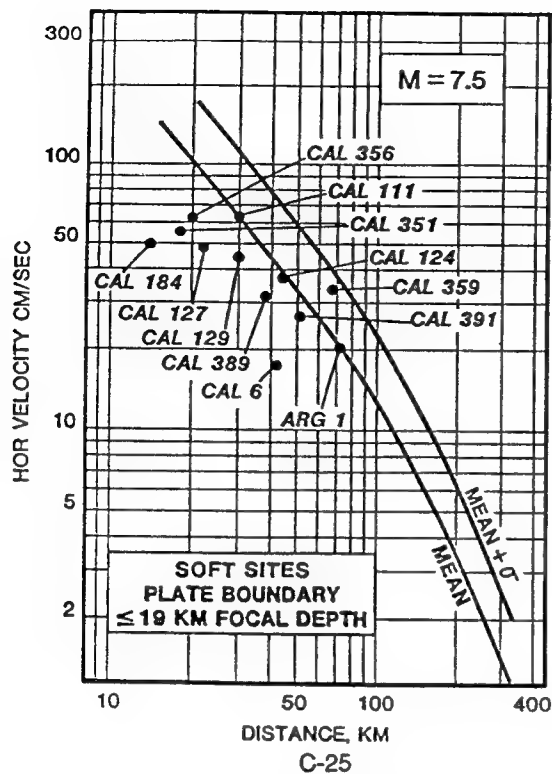 300
M = 7.5
100
CAL 356
CAL 111
CAL 351
50
CAL 184
CAL 124
CAL 127
CAL 359
CAL 129
CAL 391
CAL 389
CAL 6
ARG 1
10
HOR VELOCITY CM/SEC
5
MEAN + σ
MEAN
SOFT SITES
PLATE BOUNDARY
≤ 19 KM FOCAL DEPTH
2
10
50
100
200
400
DISTANCE, KM
C-25